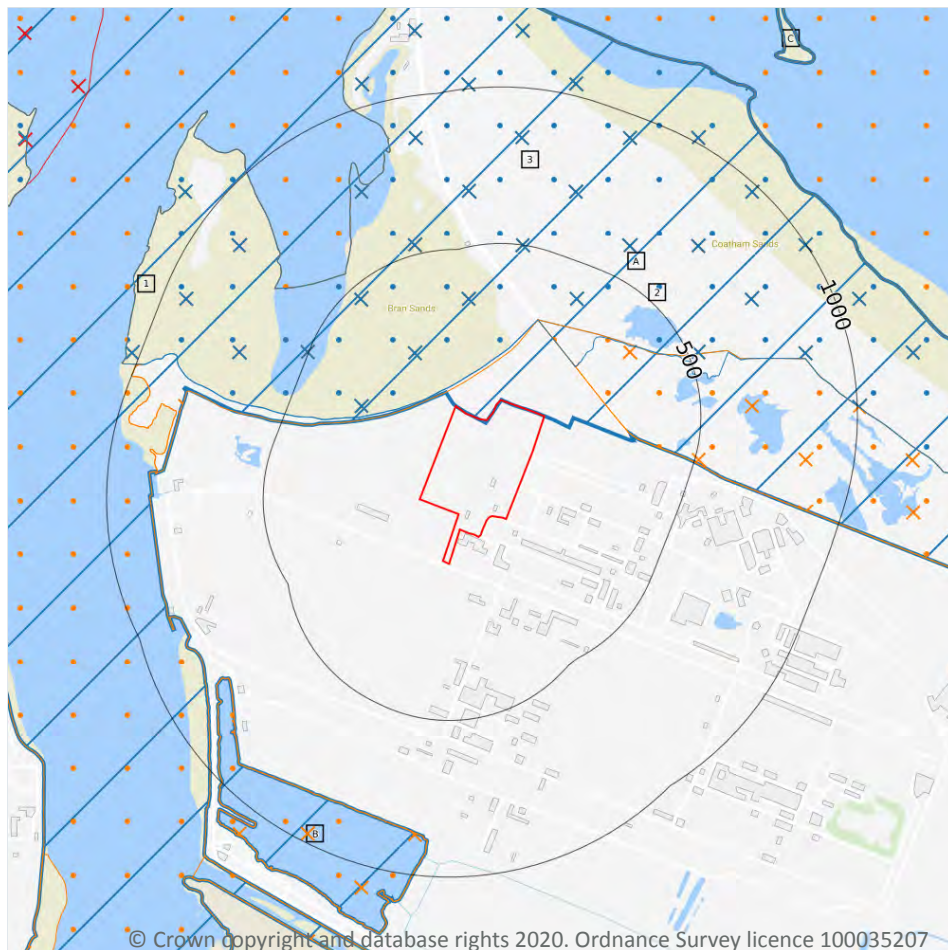 C
3
Coatham Sands
A
1
2
1000
Bran Sands
500
B
© Crown copyright and database rights 2020. Ordnance Survey licence 100035207